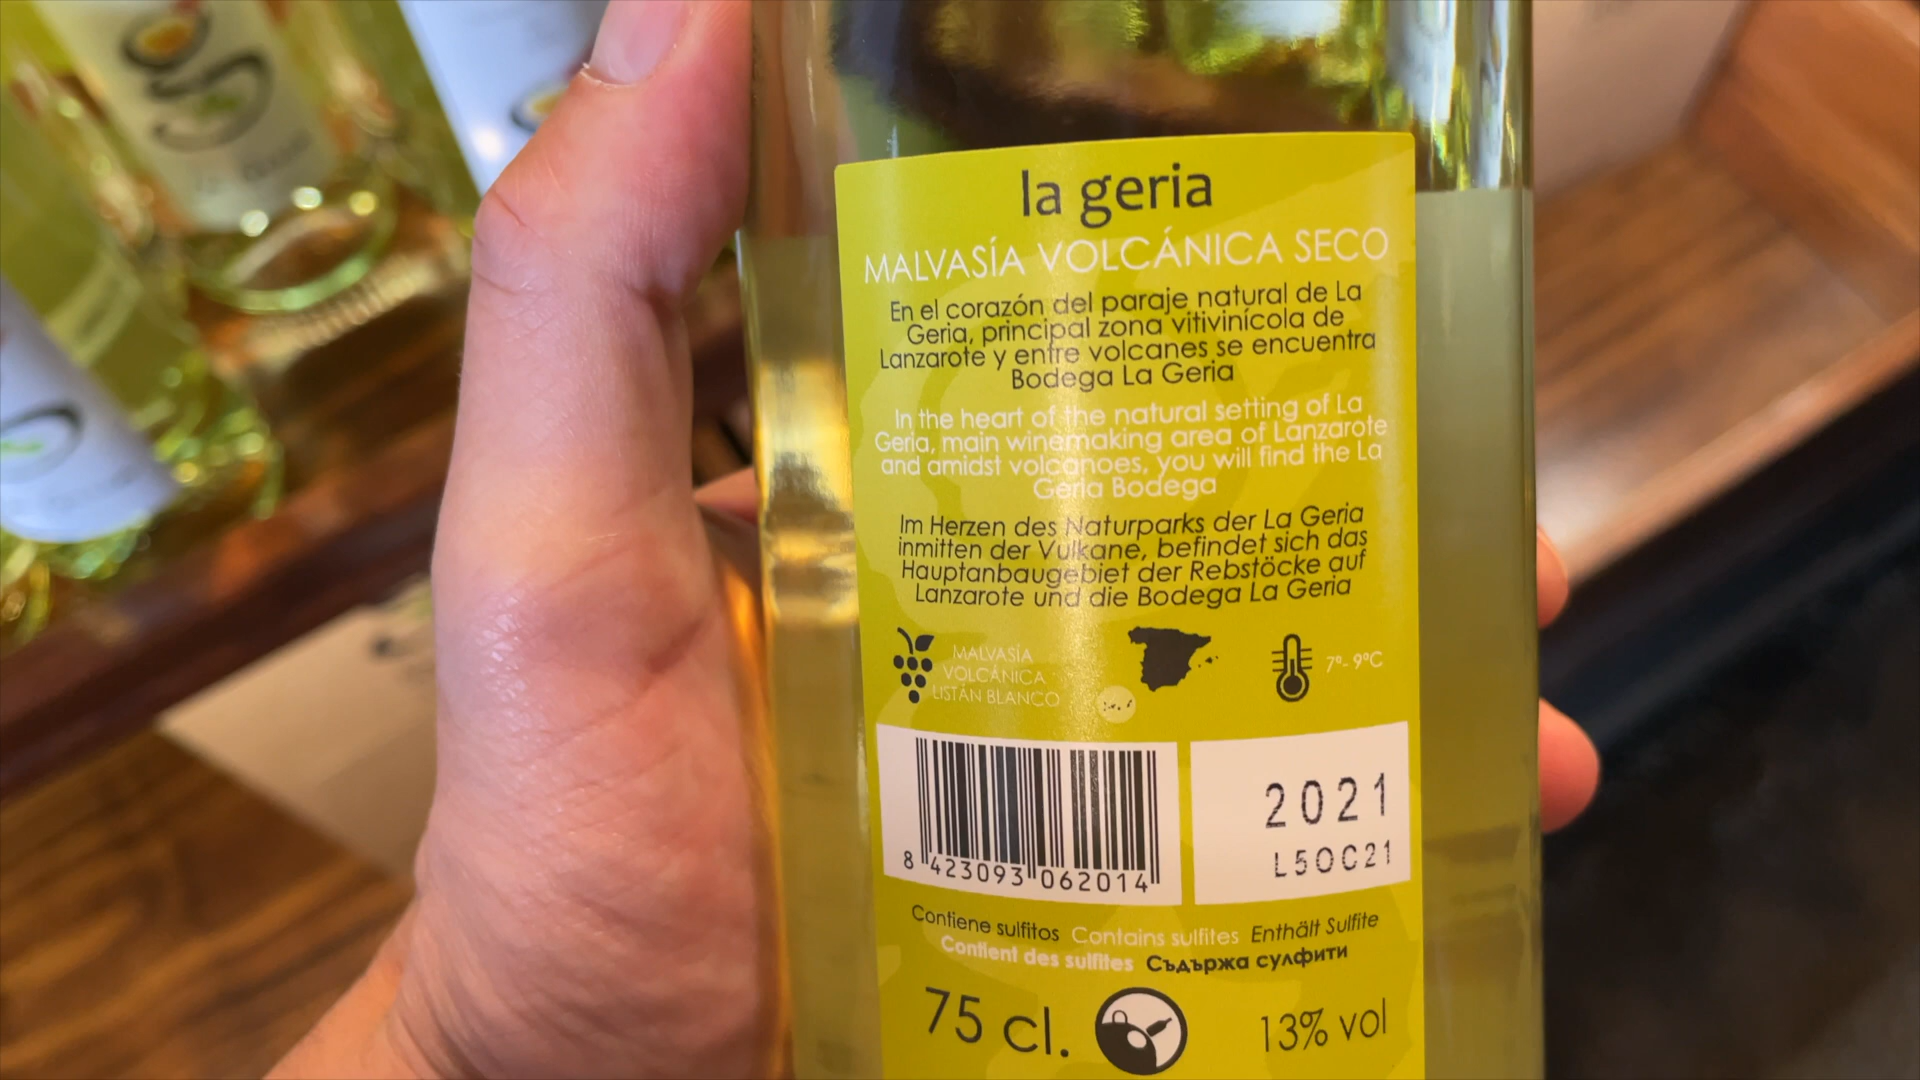 la geria
MALVASÍA VOLCÁNICA SECO
En el corazón del paraje natural de La
Geria, principal zona vitivinícola de
Lanzarote y entre volcanes se encuentra
Bodega La Geria
In the heart of the natural setting of La
Geria, main winemaking area of Lanzarote
and amidst volcanoes, you will find the La
Geria Bodega
Im Herzen des Naturparks der La Geria
inmitten der Vulkane, befindet sich das
Hauptanbaugebiet der Rebstöcke auf
Lanzarote und die Bodega La Geria
MALVASÍA
VOLCÁNICA
LISTÁN BLANCO
7º- 9ºC
8 423093 062014
2021
L50C21
Contiene sulfitos Contains sulfites Enthält Sulfite
Contient des sulfites Съдържа сулфити
75 cl.
13% vol